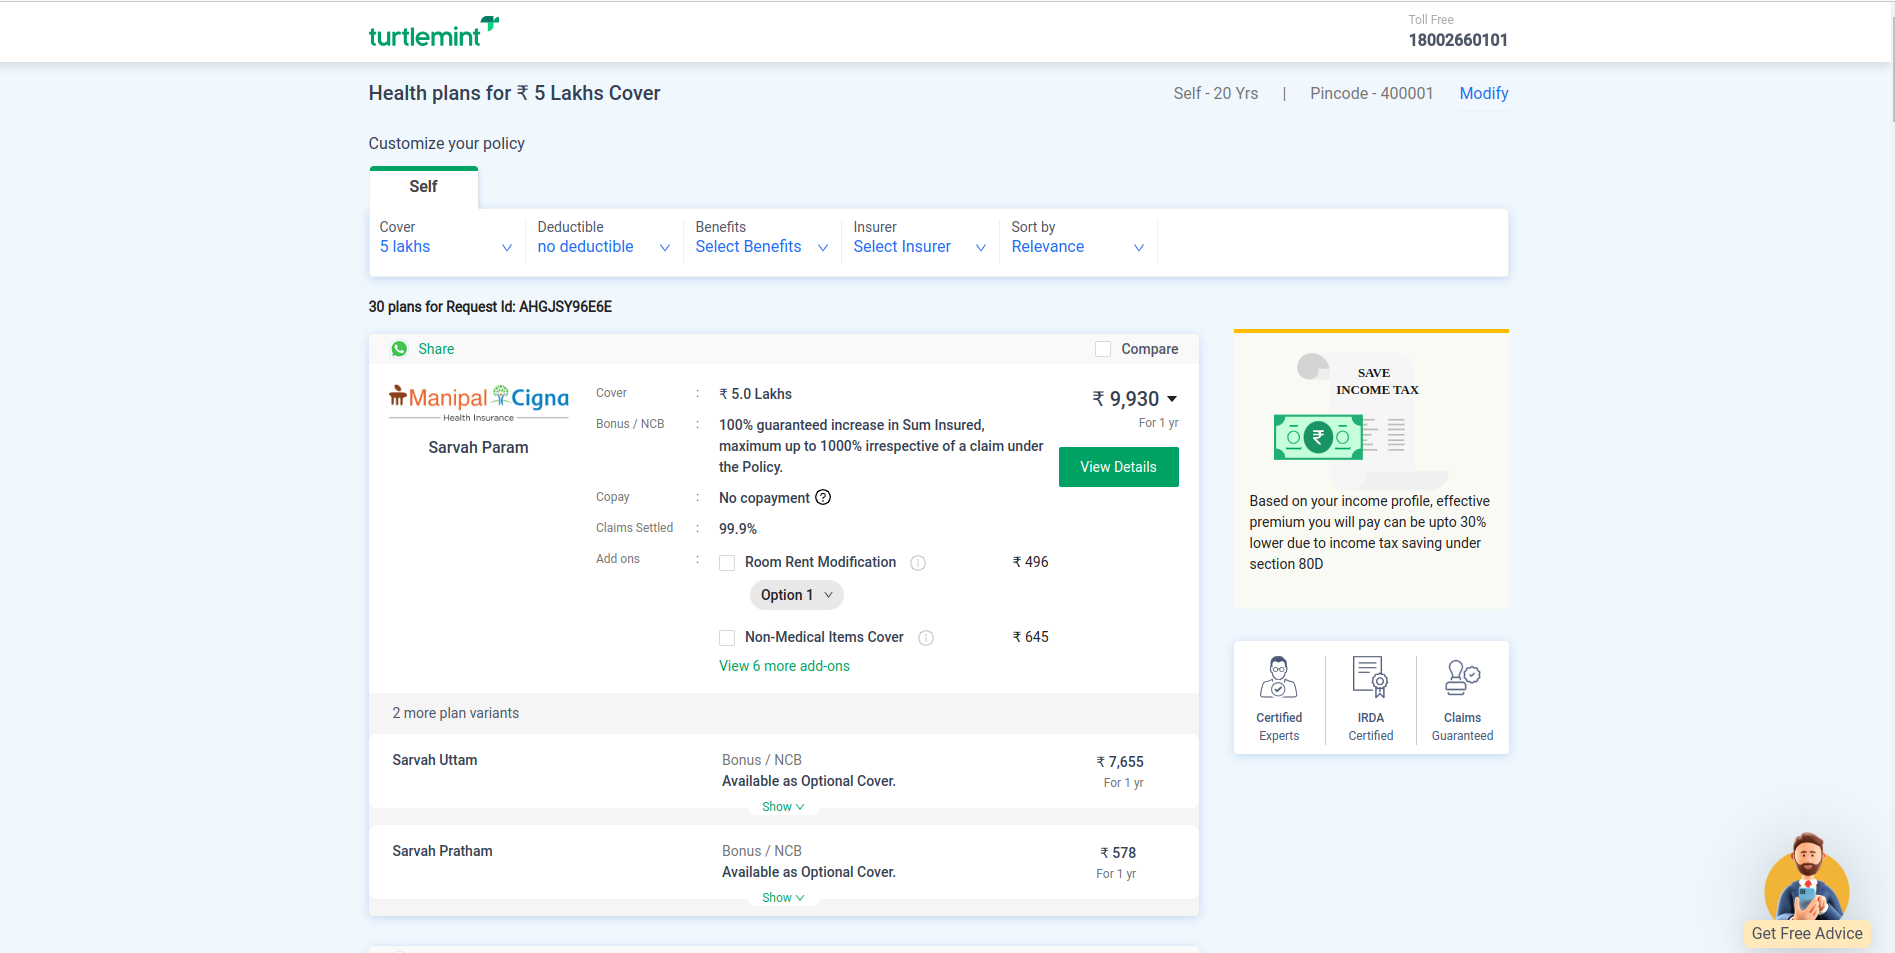 turtlemint
Toll Free
18002660101
Health plans for ₹ 5 Lakhs Cover
Self - 20 Yrs | Pincode - 400001 Modify
Customize your policy
Self
Cover
5 lakhs
Deductible
no deductible
Benefits
Select Benefits
Insurer
Select Insurer
Sort by
Relevance
30 plans for Request Id: AHGJSY96E6E
Share
Compare
ManipalCigna
Health Insurance
Sarvah Param
Cover : ₹ 5.0 Lakhs
Bonus / NCB : 100% guaranteed increase in Sum Insured,
maximum up to 1000% irrespective of a claim under
the Policy.
Copay : No copayment
Claims Settled : 99.9%
Add ons : Room Rent Modification ₹ 496
Option 1
Non-Medical Items Cover ₹ 645
View 6 more add-ons
₹ 9,930
For 1 yr
View Details
2 more plan variants
Sarvah Uttam
Bonus / NCB
Available as Optional Cover.
₹ 7,655
For 1 yr
Show
Sarvah Pratham
Bonus / NCB
Available as Optional Cover.
₹ 578
For 1 yr
Show
SAVE
INCOME TAX
₹
Based on your income profile, effective
premium you will pay can be upto 30%
lower due to income tax saving under
section 80D
Certified
Experts
IRDA
Certified
Claims
Guaranteed
Get Free Advice